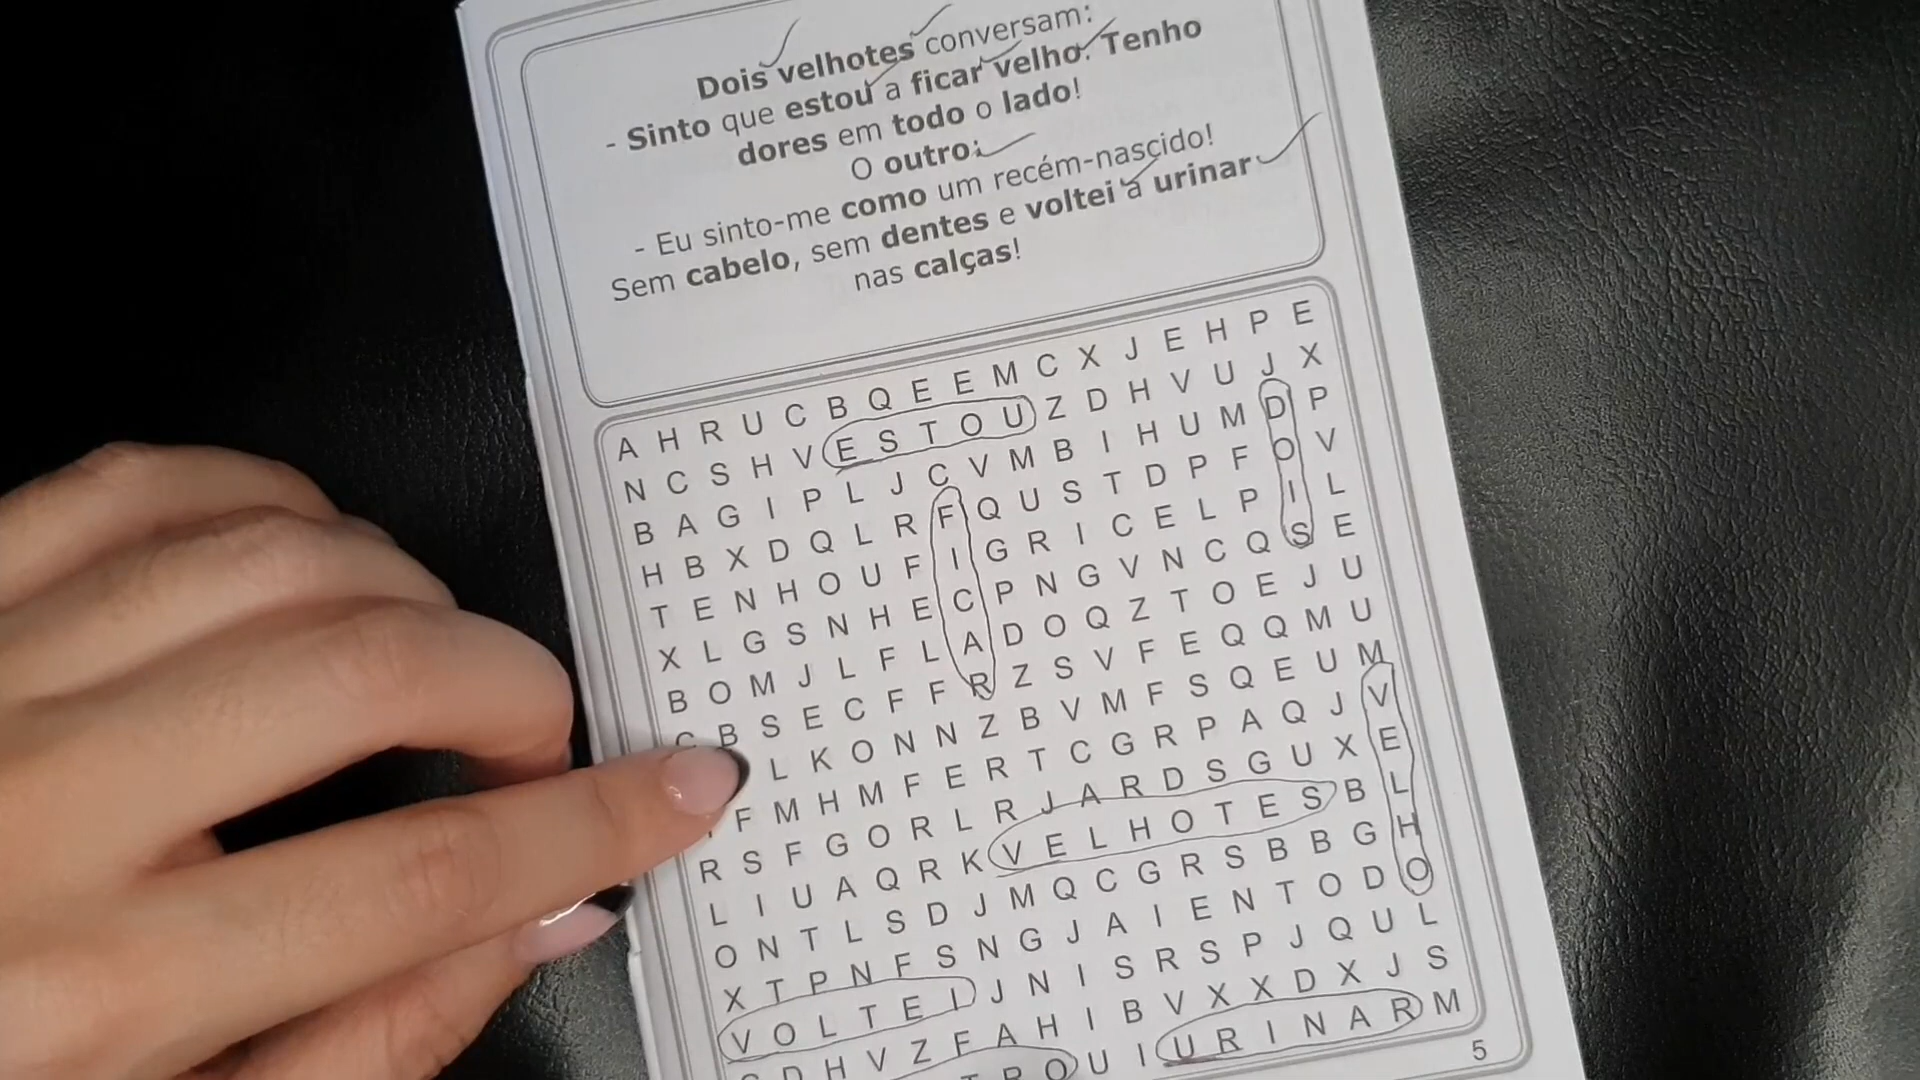 Dois velhotes conversam:
- Sinto que estou a ficar velho. Tenho
dores em todo o lado!
O outro:
- Eu sinto-me como um recém-nascido!
Sem cabelo, sem dentes e voltei a urinar
nas calças!
A H R U C B Q E E M C X J E H P E
N C S H V E S T O U Z D H V U J X
B A G I P L J C V M B I H U M D P
H B X D Q L R F Q U S T D P F O V
T E N H O U F I G R I C E L P I L
X L G S N H E C P N G V N C Q S E
B O M J L F L A D O Q Z T O E J U
C B S E C F F R Z S V F E Q Q M U
L K O N N Z B V M F S Q E U M
F M H M F E R T C G R P A Q J V
R S F G O R L R J A R D S G U X E
L I U A Q R K V E L H O T E S B L
O N T L S D J M Q C G R S B B G H
X T P N F S N G J A I E N T O D O
V O L T E I J N I S R S P J Q U L
D H V Z F A H I B V X X D X J S
R O U I U R I N A R M
5